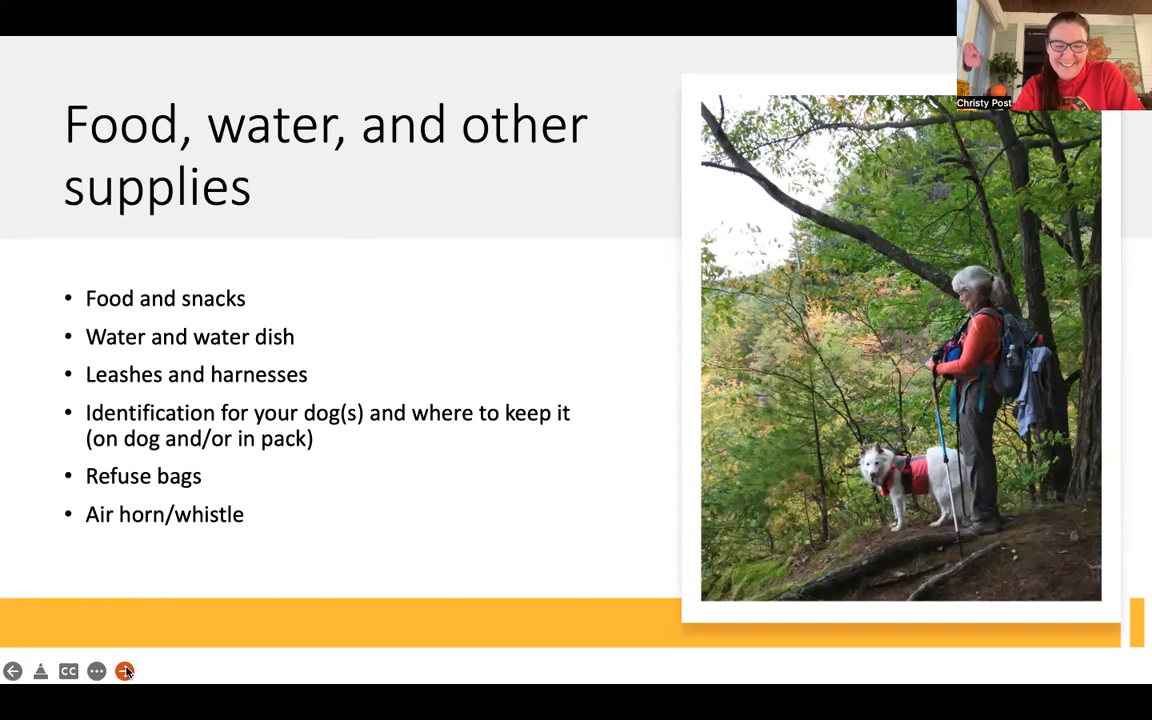 Christy Post
Food, water, and other
supplies
• Food and snacks
• Water and water dish
• Leashes and harnesses
• Identification for your dog(s) and where to keep it
(on dog and/or in pack)
• Refuse bags
• Air horn/whistle
CC